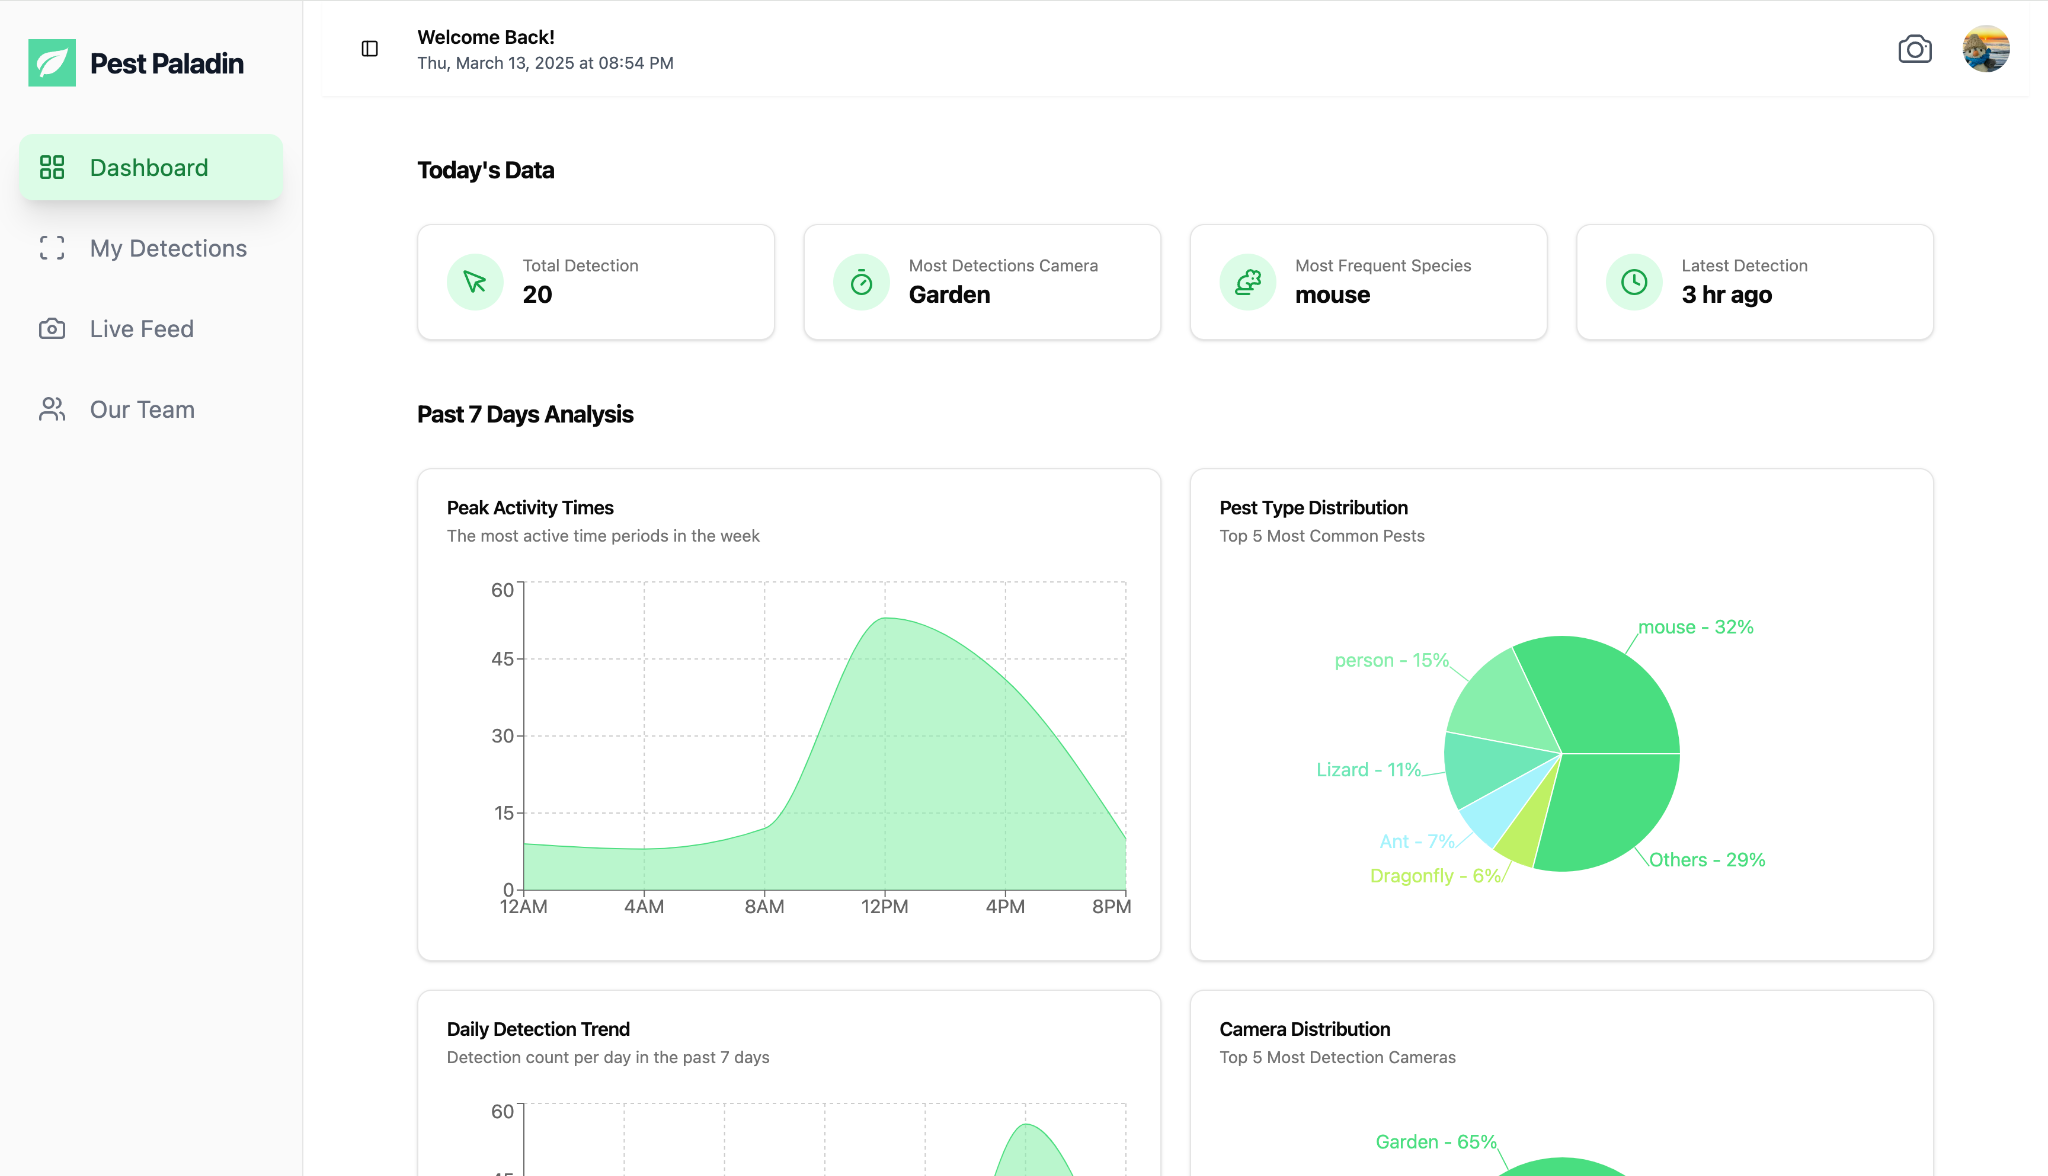 Pest Paladin
Dashboard
My Detections
Live Feed
Our Team
Welcome Back!
Thu, March 13, 2025 at 08:54 PM
Today's Data
Total Detection
20
Most Detections Camera
Garden
Most Frequent Species
mouse
Latest Detection
3 hr ago
Past 7 Days Analysis
Peak Activity Times
The most active time periods in the week
60
45
30
15
0
12AM 4AM 8AM 12PM 4PM 8PM
Pest Type Distribution
Top 5 Most Common Pests
mouse - 32%
person - 15%
Lizard - 11%
Ant - 7%
Dragonfly - 6%
Others - 29%
Daily Detection Trend
Detection count per day in the past 7 days
60
45
Camera Distribution
Top 5 Most Detection Cameras
Garden - 65%